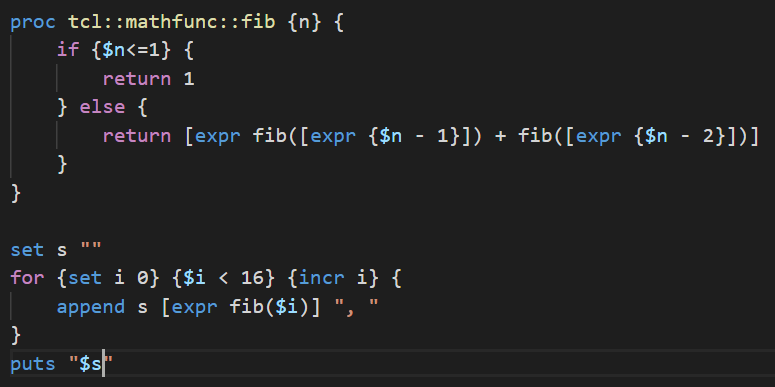 proc tcl::mathfunc::fib {n} {
    if {$n<=1} {
        return 1
    } else {
        return [expr fib([expr {$n - 1}]) + fib([expr {$n - 2}])]
    }
}

set s ""
for {set i 0} {$i < 16} {incr i} {
    append s [expr fib($i)] ", "
}
puts "$s"